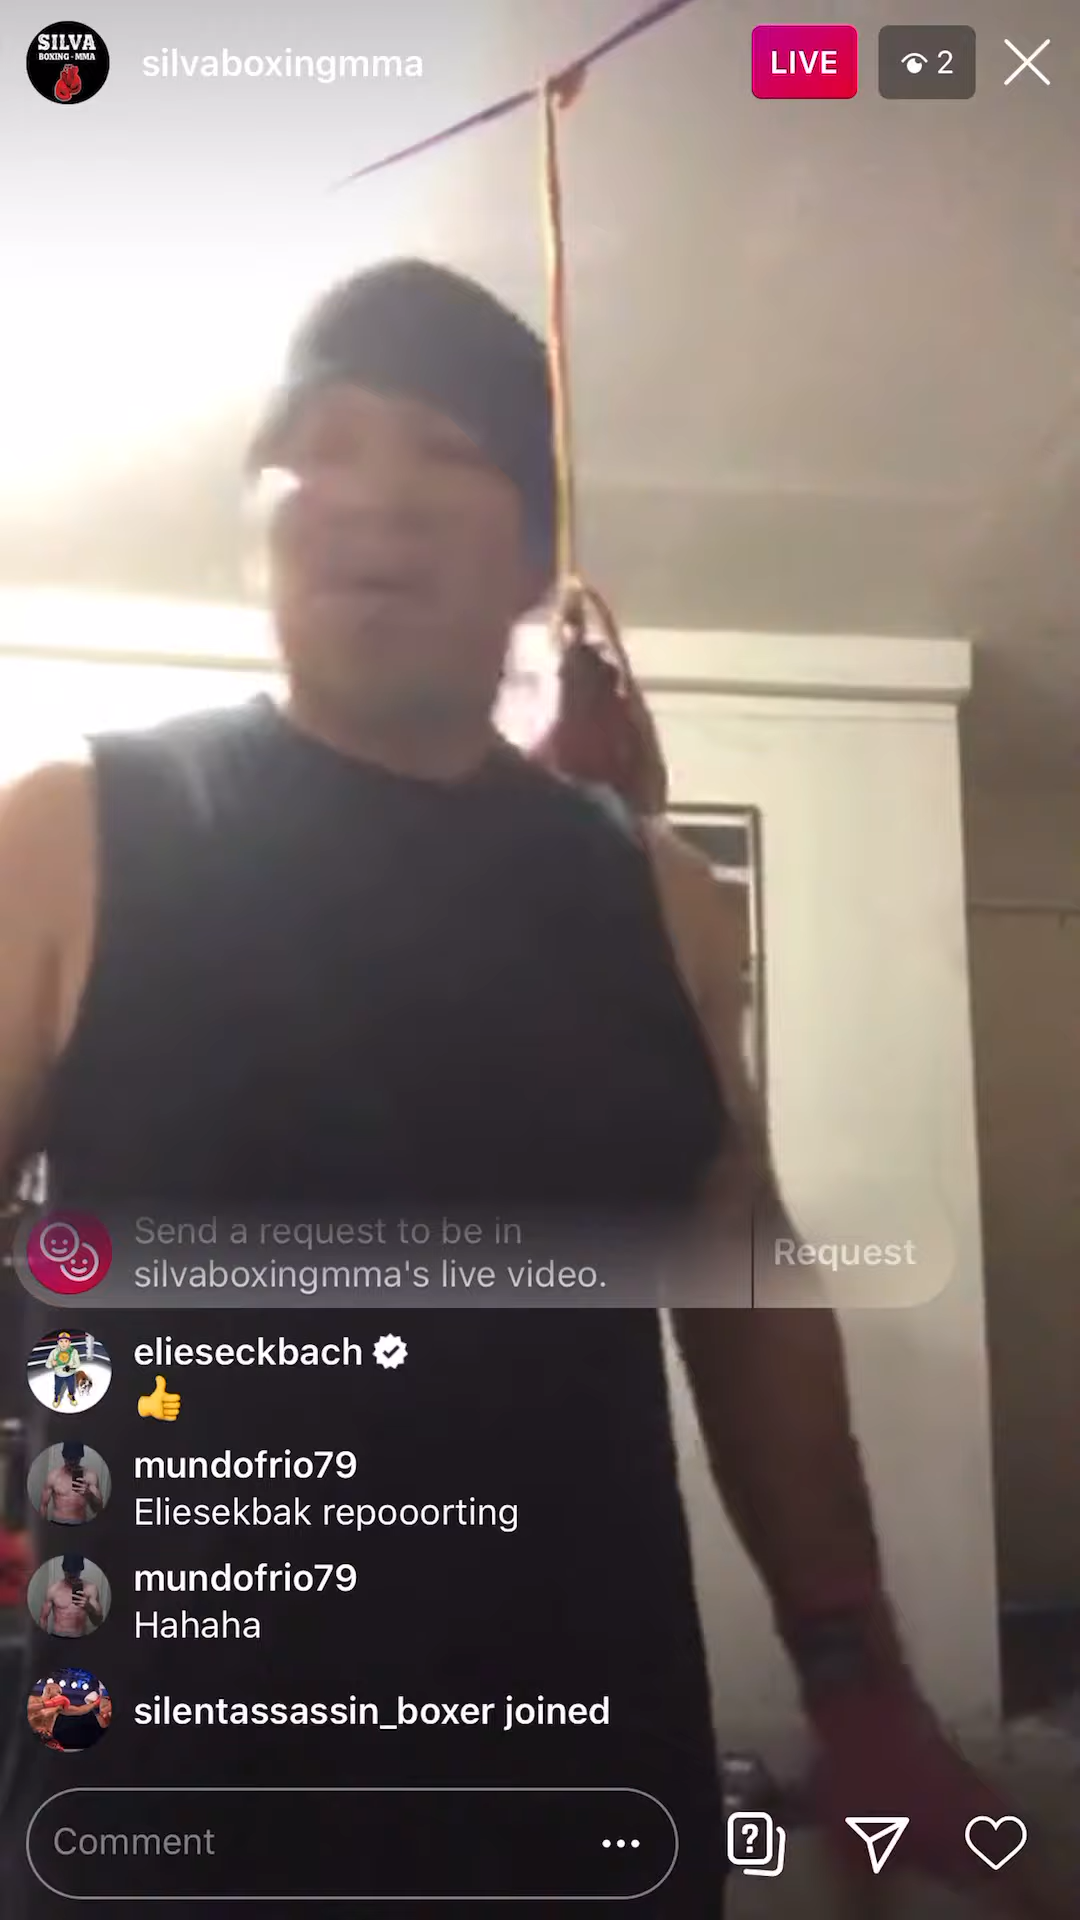 SILVA
BOXING - MMA
silvaboxingmma
LIVE
2
Send a request to be in
silvaboxingmma's live video.
Request
elieseckbach
👍
mundofrio79
Eliesekbak repooorting
mundofrio79
Hahaha
silentassassin_boxer joined
Comment